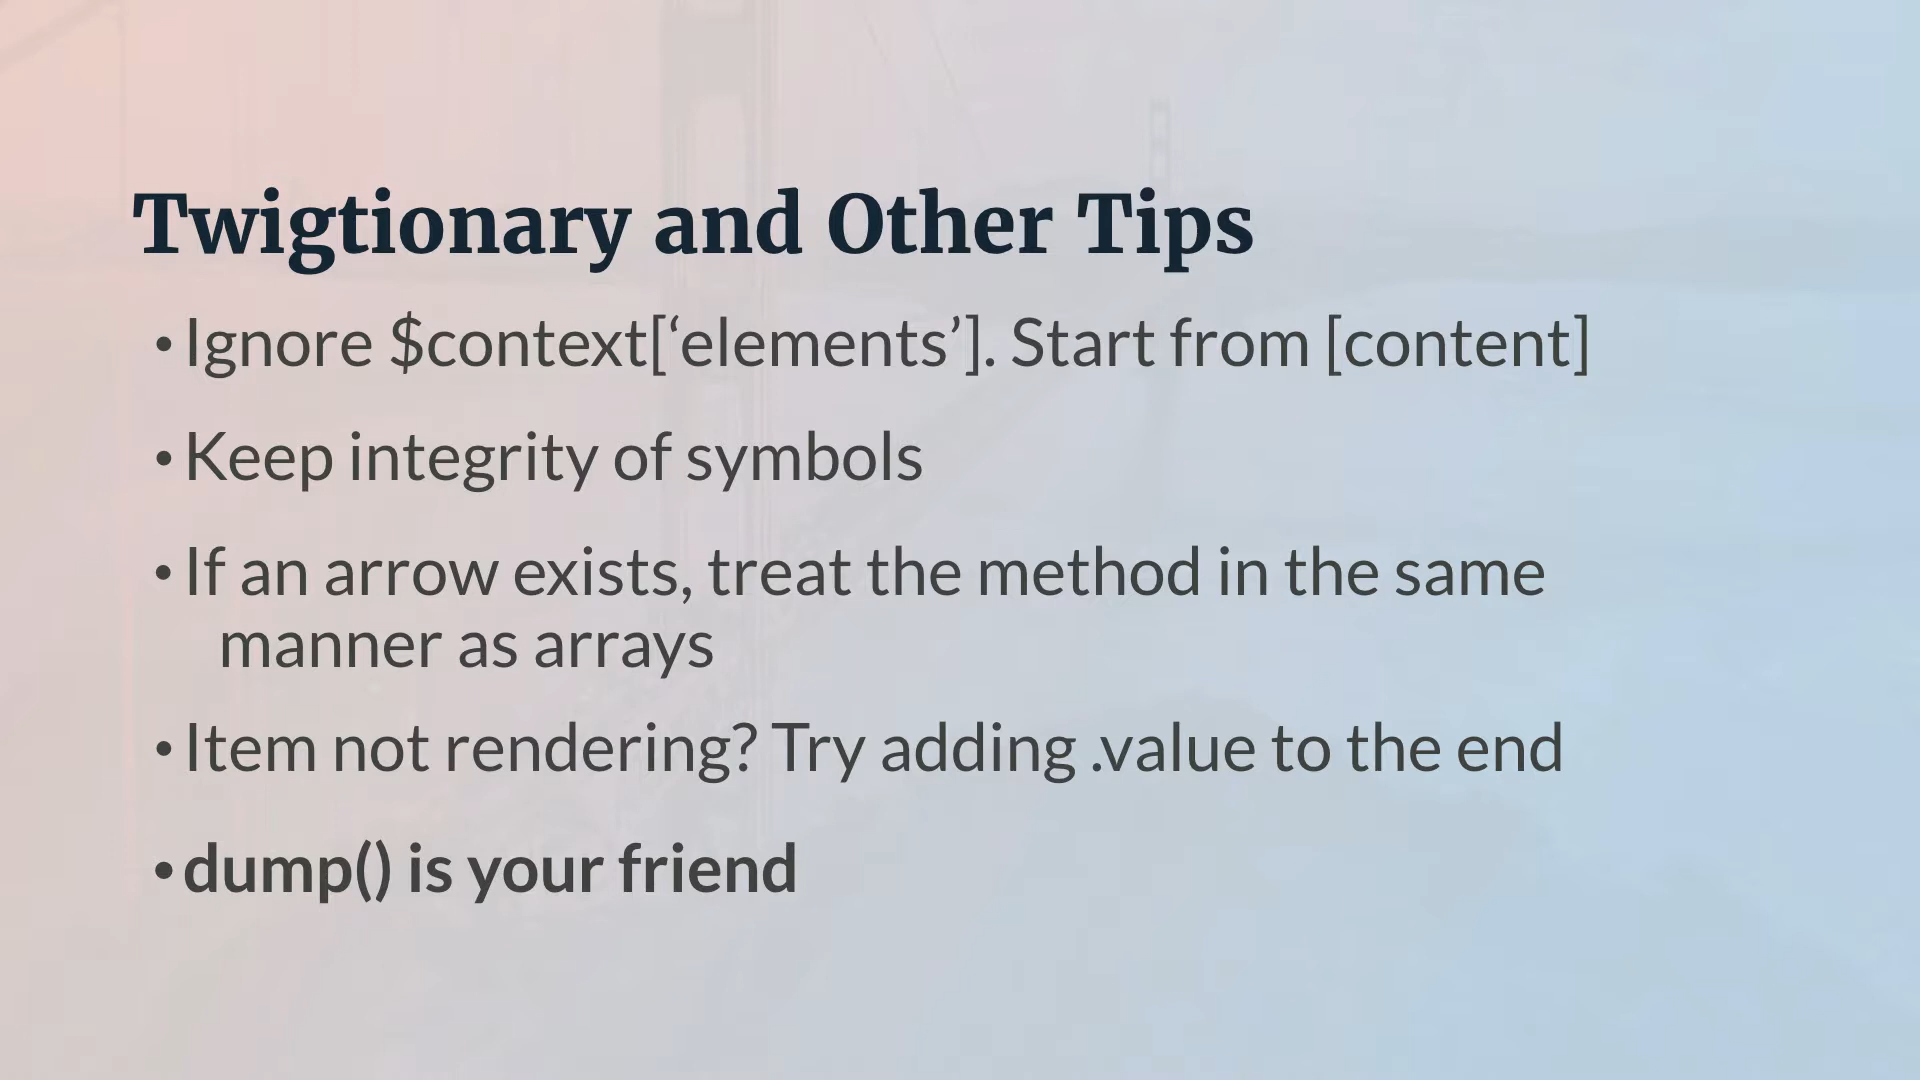 Twigtionary and Other Tips
• Ignore $context[‘elements’]. Start from [content]
• Keep integrity of symbols
• If an arrow exists, treat the method in the same
manner as arrays
• Item not rendering? Try adding .value to the end
• dump() is your friend